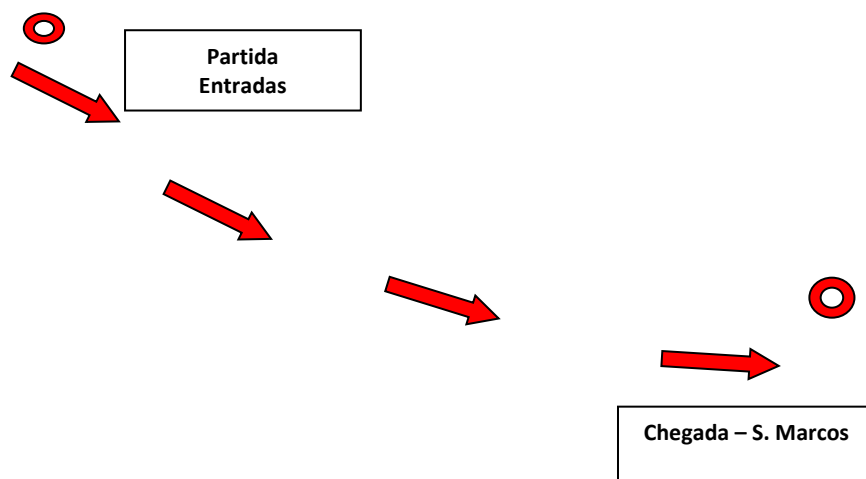 Partida
Entradas
Chegada – S. Marcos